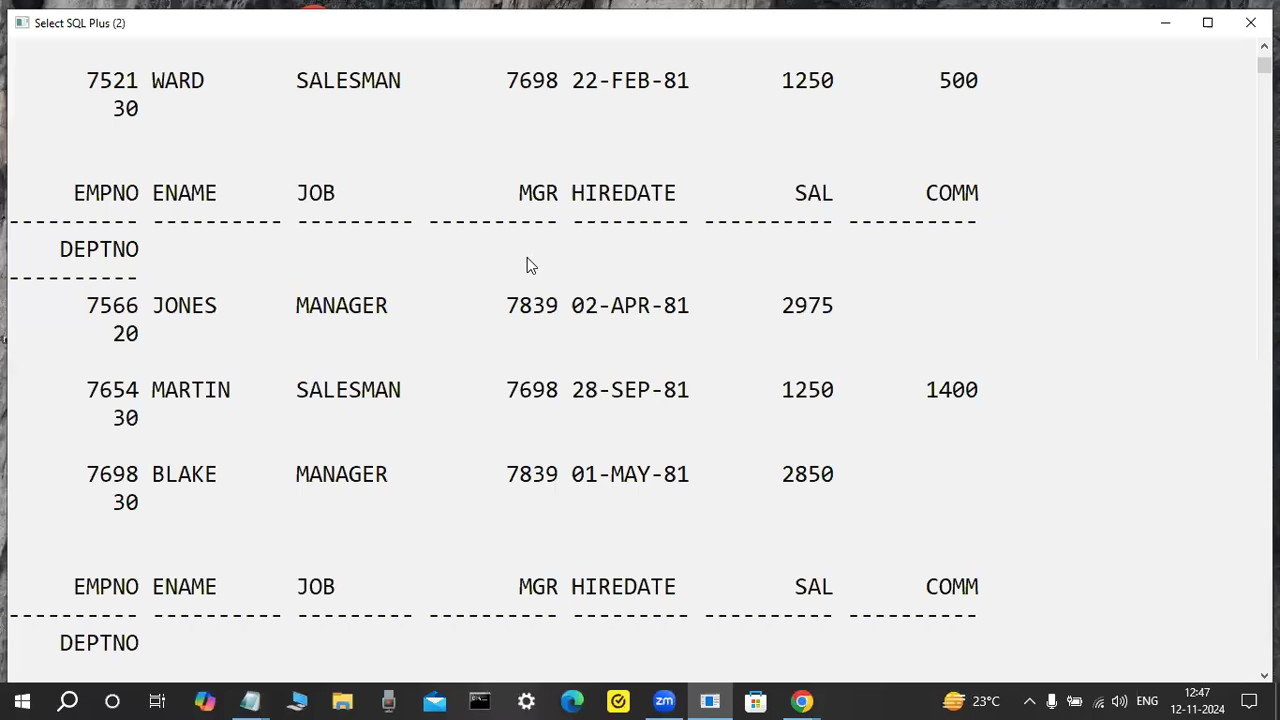 Select SQL Plus (2)
7521 WARD SALESMAN 7698 22-FEB-81 1250 500
30
EMPNO ENAME JOB MGR HIREDATE SAL COMM
---------- ---------- --------- ---------- --------- ---------- ----------
DEPTNO
----------
7566 JONES MANAGER 7839 02-APR-81 2975
20
7654 MARTIN SALESMAN 7698 28-SEP-81 1250 1400
30
7698 BLAKE MANAGER 7839 01-MAY-81 2850
30
EMPNO ENAME JOB MGR HIREDATE SAL COMM
---------- ---------- --------- ---------- --------- ---------- ----------
DEPTNO
zm
23°C
ENG
12:47
12-11-2024